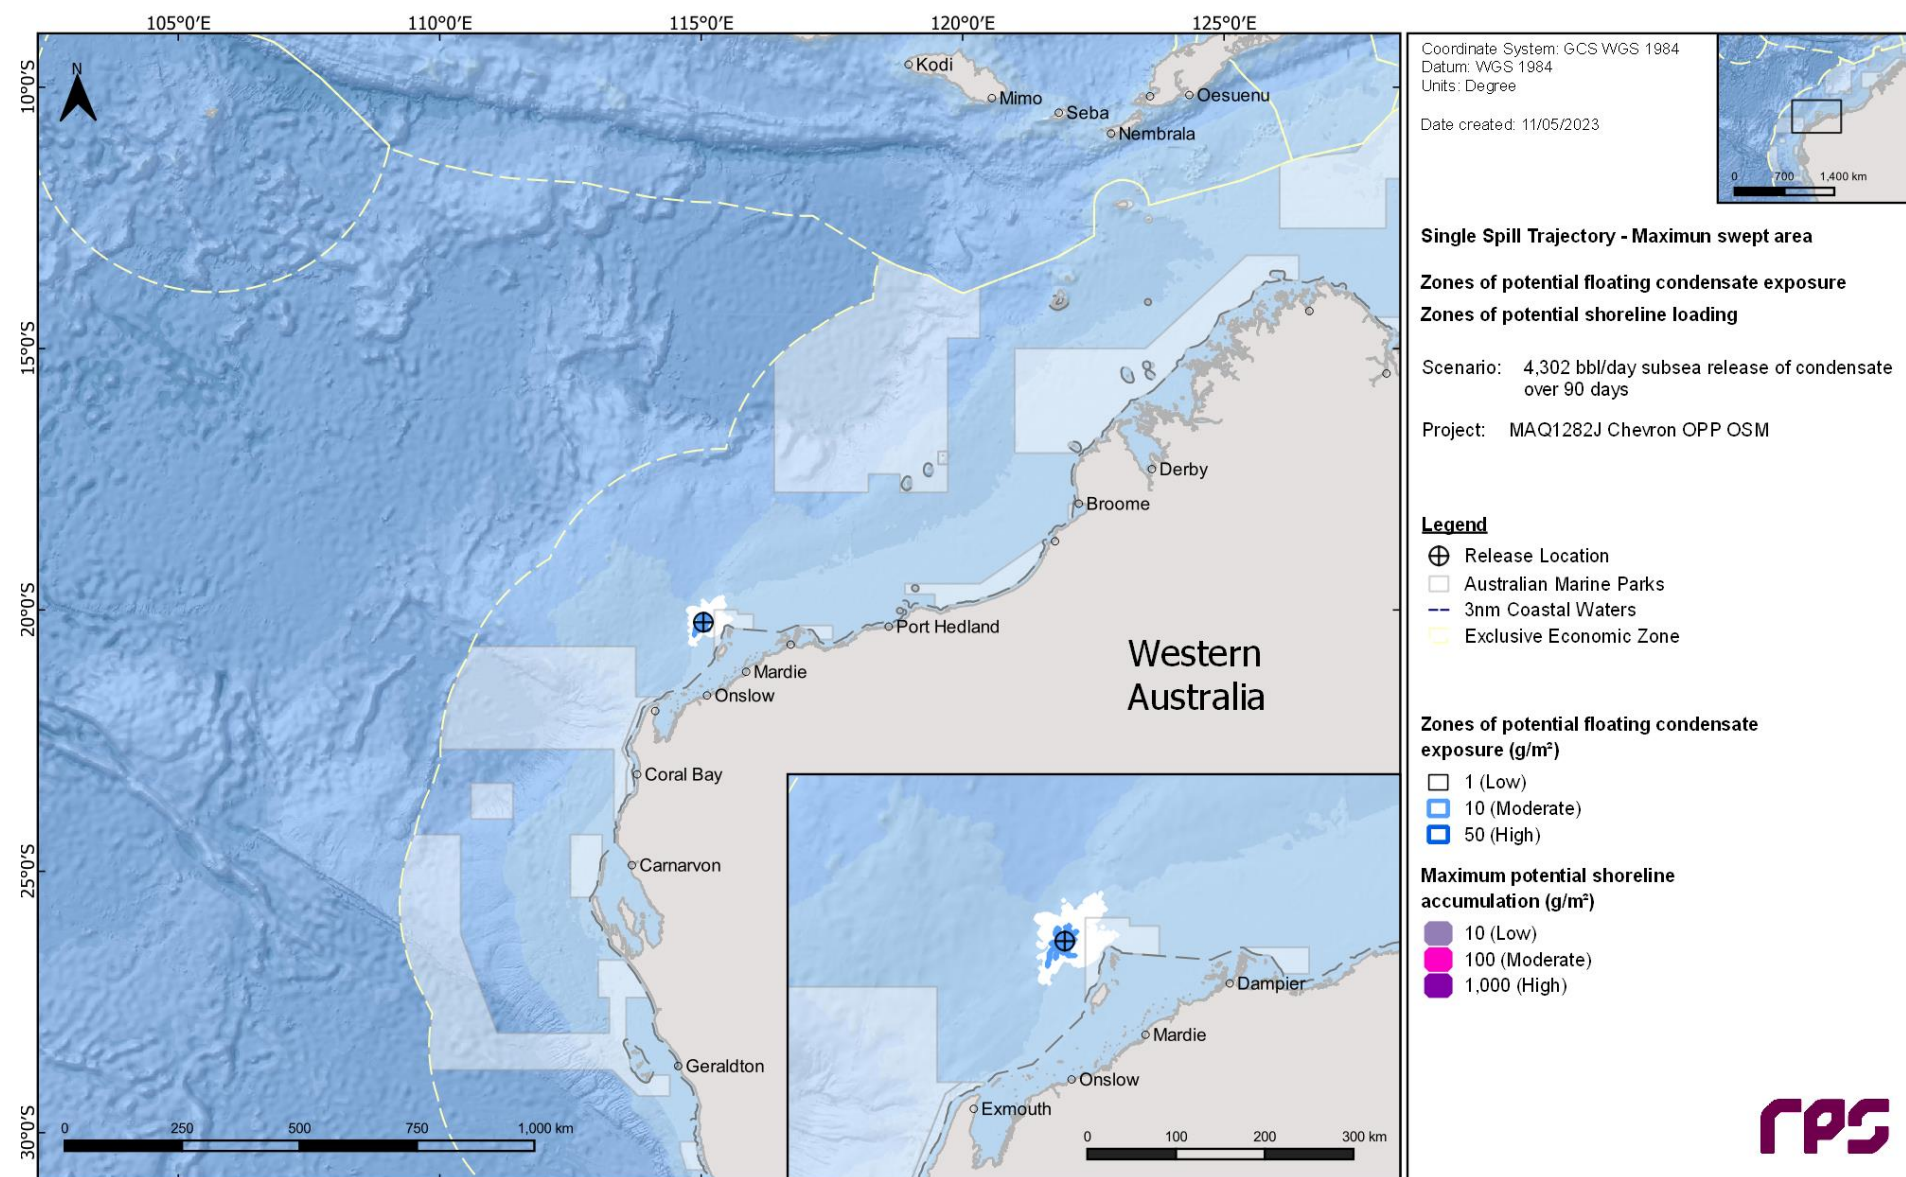 105°0′E
110°0′E
115°0′E
120°0′E
125°0′E
10°0′S
15°0′S
20°0′S
25°0′S
30°0′S
N
Kodi
Mimo
Seba
Oesuenu
Nembrala
Derby
Broome
Port Hedland
Mardie
Onslow
Western
Australia
Coral Bay
Carnarvon
Geraldton
0 250 500 750 1,000 km
Dampier
Mardie
Onslow
Exmouth
0 100 200 300 km
Coordinate System: GCS WGS 1984
Datum: WGS 1984
Units: Degree
Date created: 11/05/2023
0 700 1,400 km
Single Spill Trajectory - Maximun swept area
Zones of potential floating condensate exposure
Zones of potential shoreline loading
Scenario: 4,302 bbl/day subsea release of condensate
over 90 days
Project: MAQ1282J Chevron OPP OSM
Legend
Release Location
Australian Marine Parks
3nm Coastal Waters
Exclusive Economic Zone
Zones of potential floating condensate
exposure (g/m²)
1 (Low)
10 (Moderate)
50 (High)
Maximum potential shoreline
accumulation (g/m²)
10 (Low)
100 (Moderate)
1,000 (High)
rps